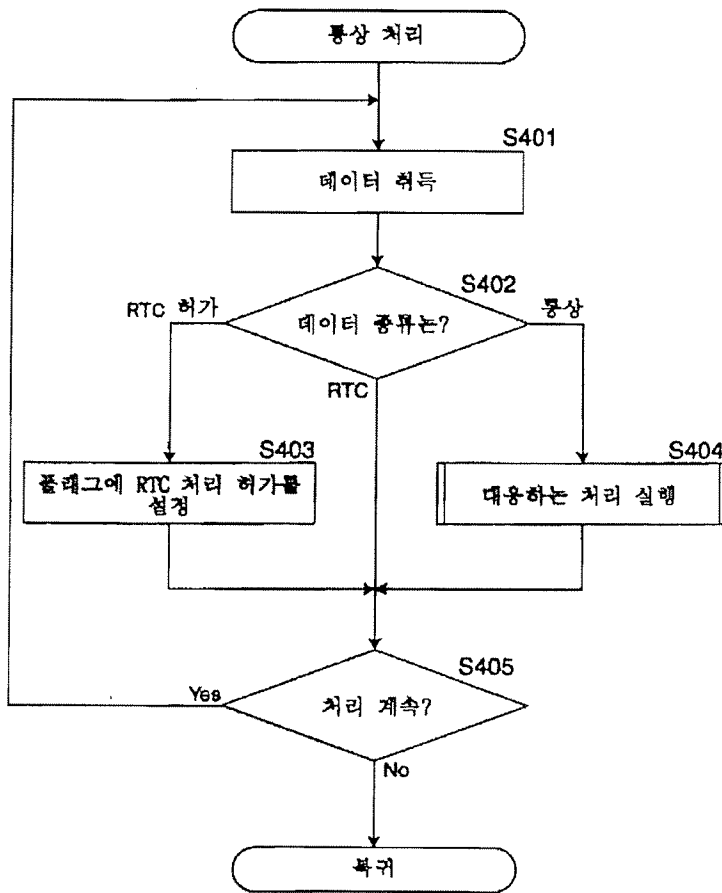 통상 처리
S401
데이터 취득
S402
RTC 허가
데이터 종류는?
통상
RTC
S403
플래그에 RTC 처리 허가를
설정
S404
대응하는 처리 실행
S405
Yes
처리 계속?
No
복귀